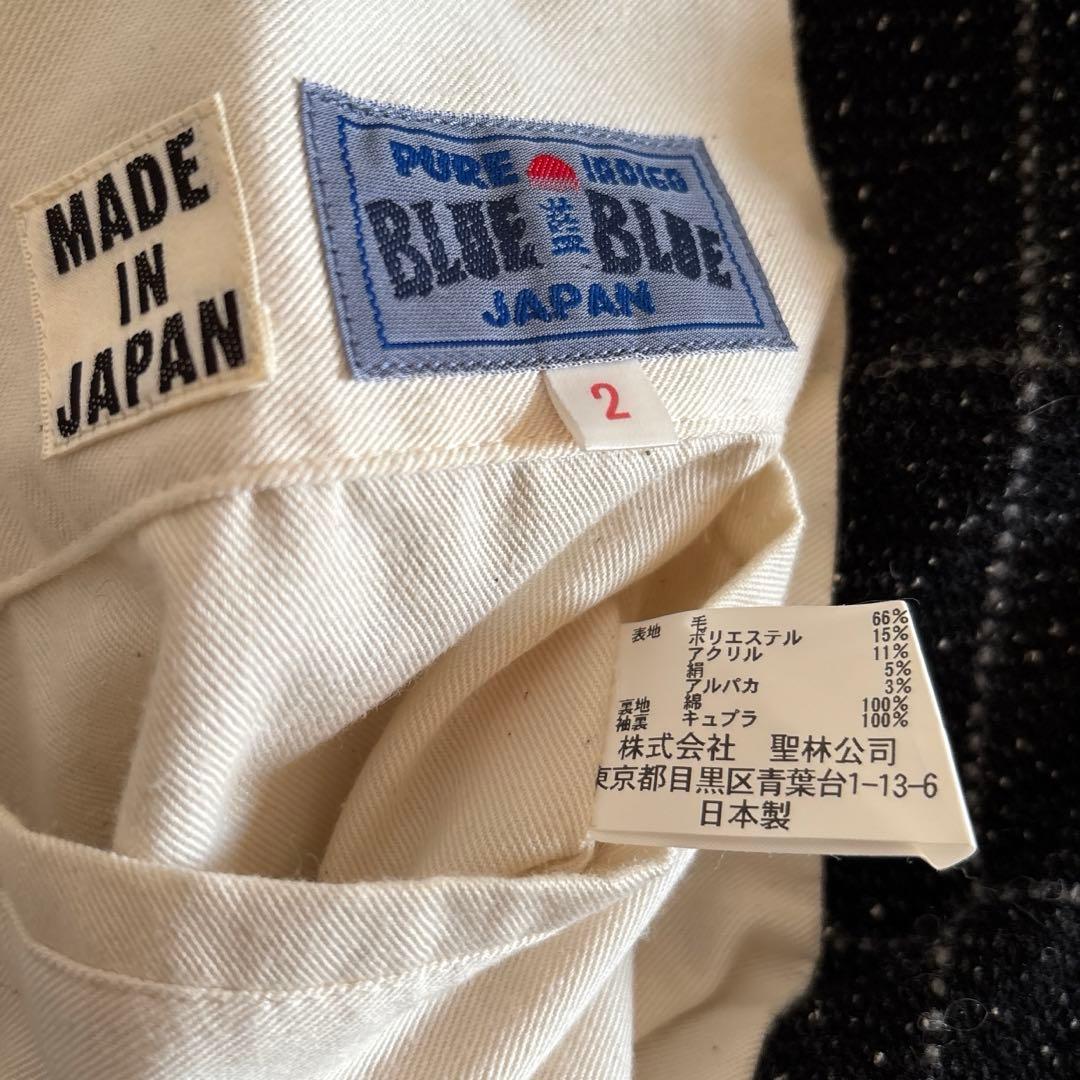 MADE
IN
JAPAN
PURE INDIGO
BLUE BLUE
JAPAN
2
表地 毛 66%
ポリエステル 15%
アクリル 11%
絹 5%
アルパカ 3%
裏地 綿 100%
袖裏 キュプラ 100%
株式会社 聖林公司
東京都目黒区青葉台1-13-6
日本製